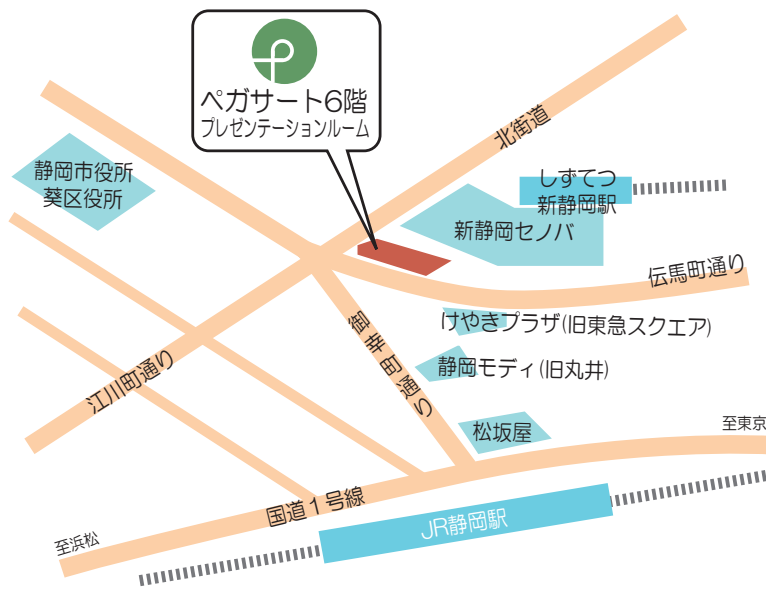 ペガサート6階
プレゼンテーションルーム
北街道
静岡市役所
葵区役所
しずてつ
新静岡駅
新静岡セノバ
伝馬町通り
けやきプラザ(旧東急スクエア)
御幸町通り
静岡モディ(旧丸井)
江川町通り
松坂屋
至東京
国道1号線
JR静岡駅
至浜松